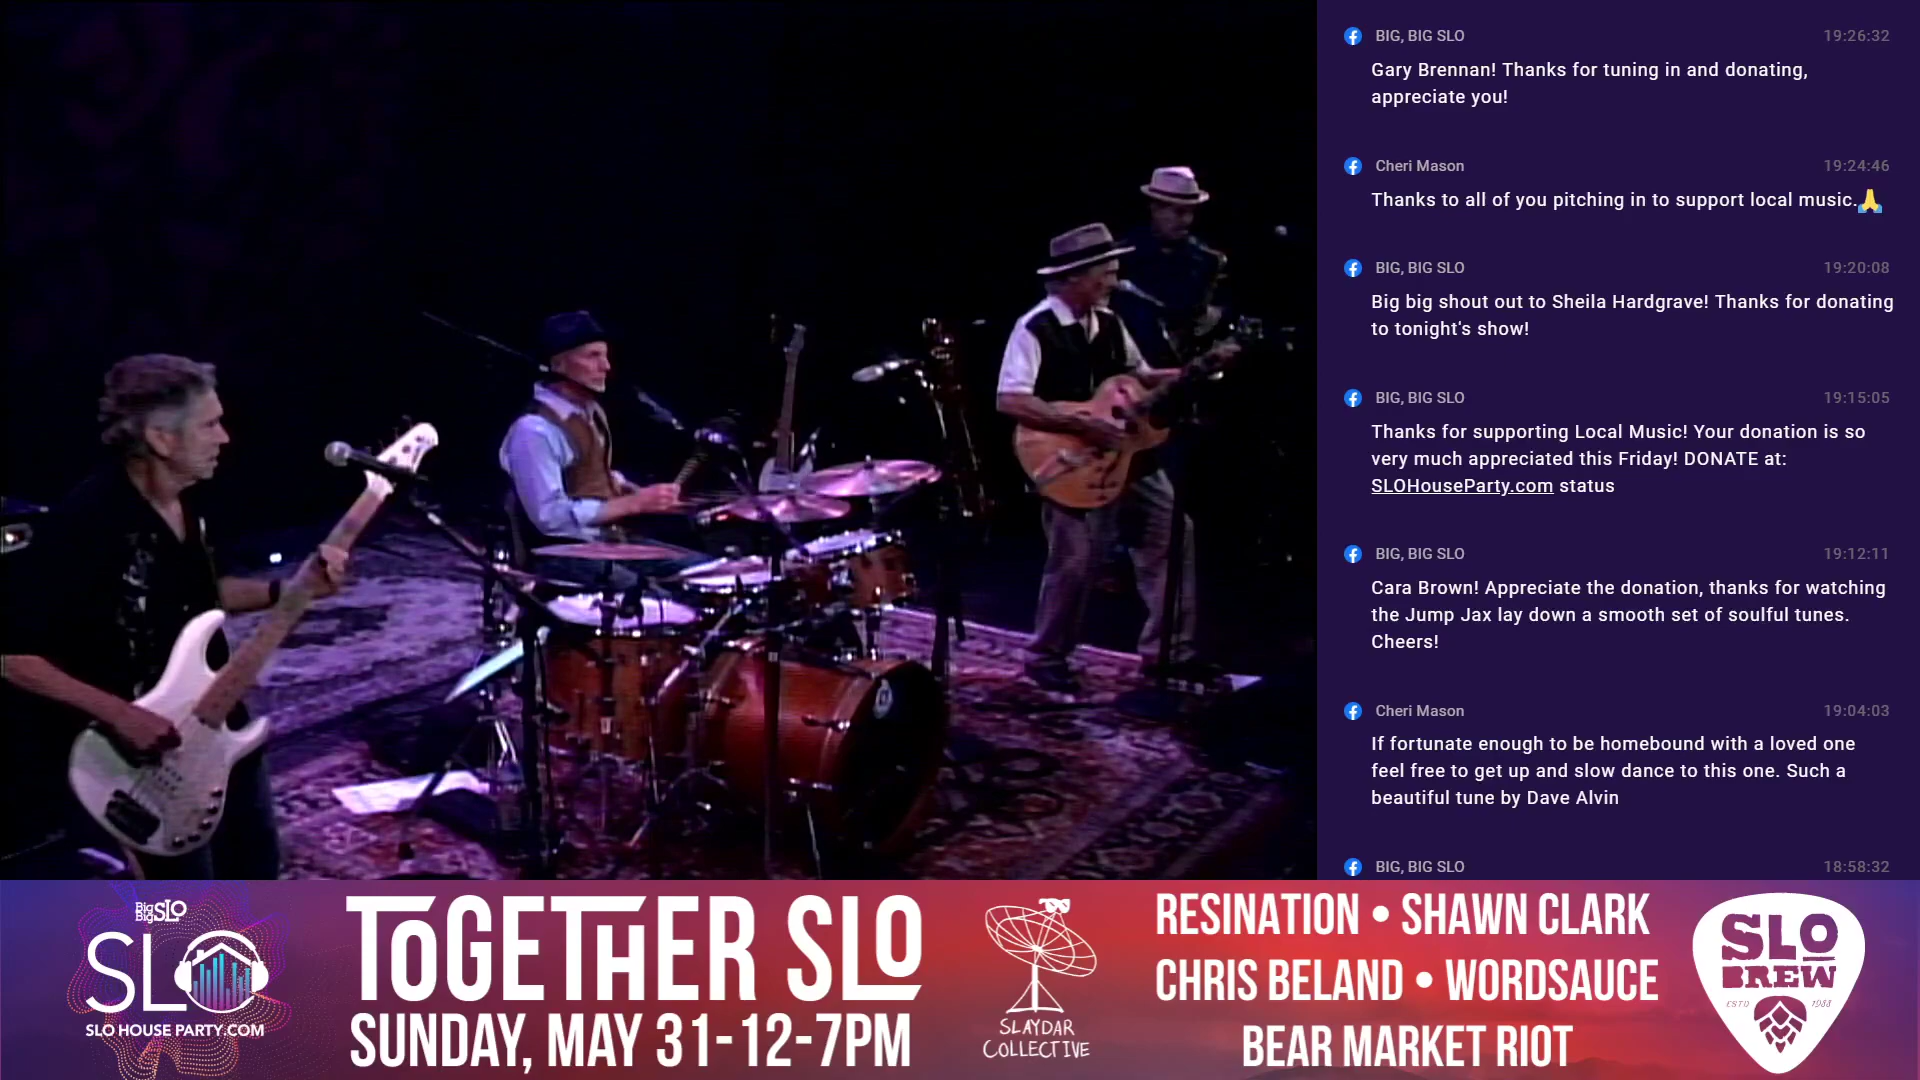 BIG, BIG SLO 19:26:32
Gary Brennan! Thanks for tuning in and donating,
appreciate you!
Cheri Mason 19:24:46
Thanks to all of you pitching in to support local music.🙏
BIG, BIG SLO 19:20:08
Big big shout out to Sheila Hardgrave! Thanks for donating
to tonight's show!
BIG, BIG SLO 19:15:05
Thanks for supporting Local Music! Your donation is so
very much appreciated this Friday! DONATE at:
SLOHouseParty.com status
BIG, BIG SLO 19:12:11
Cara Brown! Appreciate the donation, thanks for watching
the Jump Jax lay down a smooth set of soulful tunes.
Cheers!
Cheri Mason 19:04:03
If fortunate enough to be homebound with a loved one
feel free to get up and slow dance to this one. Such a
beautiful tune by Dave Alvin
BIG, BIG SLO 18:58:32
Big Big SLO
SLO
SLO HOUSE PARTY.COM
ToGETHER SLo
SUNDAY, MAY 31-12-7PM
SLAYDAR
COLLECTIVE
RESINATION • SHAWN CLARK
CHRIS BELAND • WORDSAUCE
BEAR MARKET RIOT
SLO
BREW
ESTD 1988